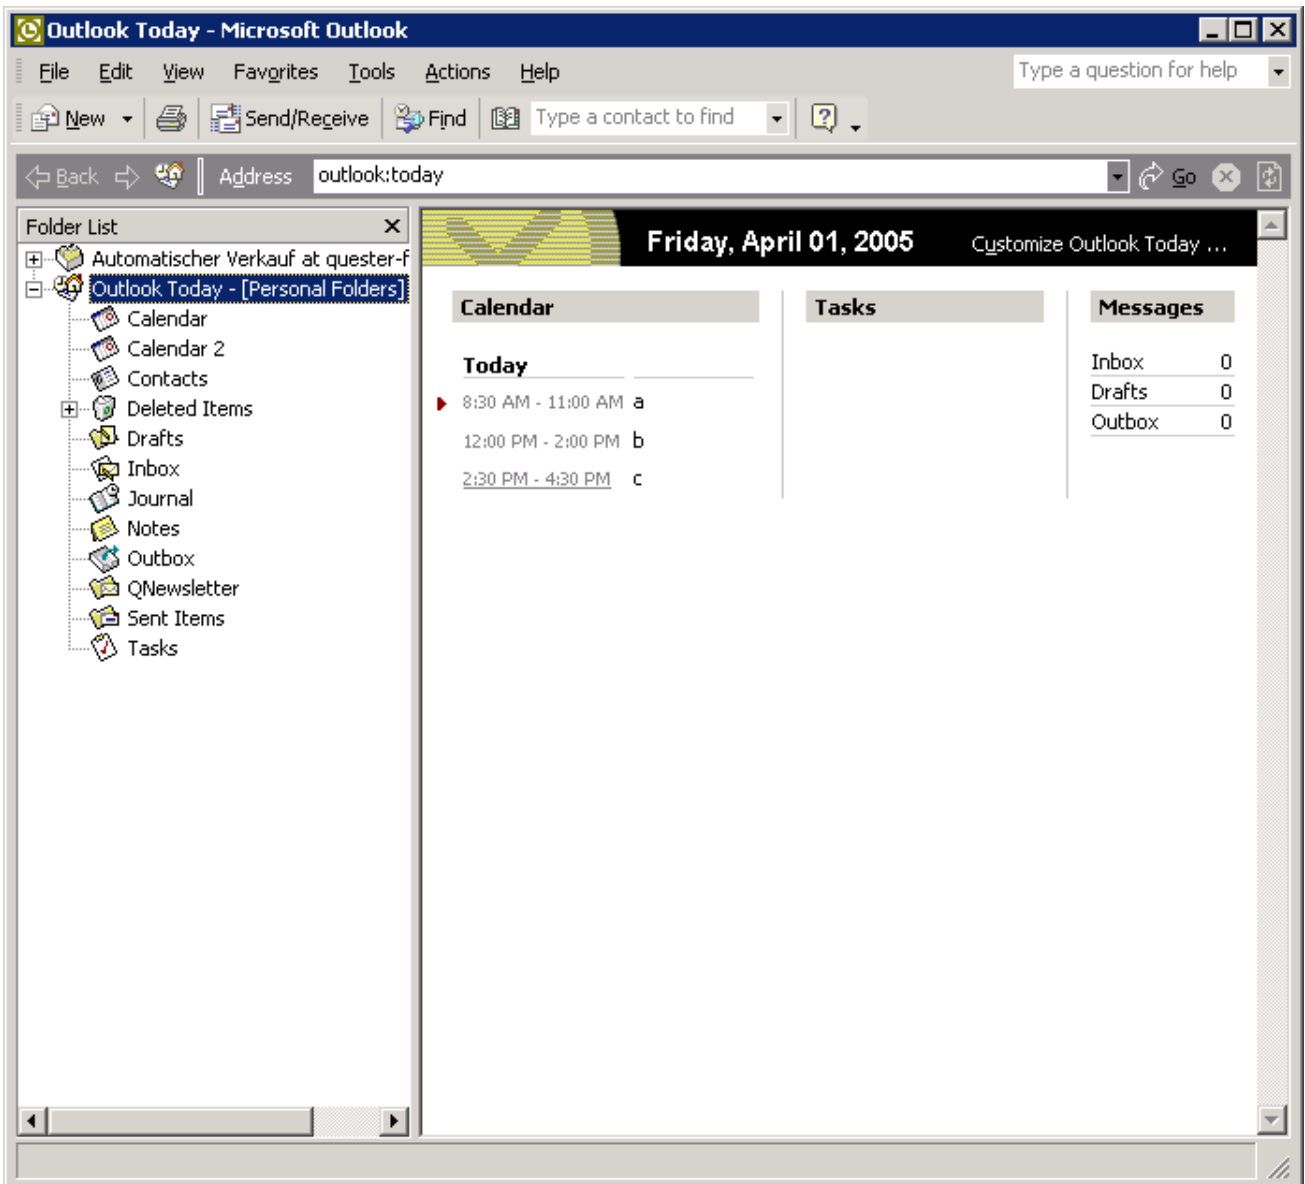 Outlook Today - Microsoft Outlook
File Edit View Favorites Tools Actions Help Type a question for help
New Send/Receive Find Type a contact to find
Back Address outlook:today Go
Folder List
Automatischer Verkauf at quester-f
Outlook Today - [Personal Folders]
Calendar
Calendar 2
Contacts
Deleted Items
Drafts
Inbox
Journal
Notes
Outbox
QNewsletter
Sent Items
Tasks
Friday, April 01, 2005 Customize Outlook Today ...
Calendar
Today
8:30 AM - 11:00 AM a
12:00 PM - 2:00 PM b
2:30 PM - 4:30 PM c
Tasks
Messages
Inbox 0
Drafts 0
Outbox 0